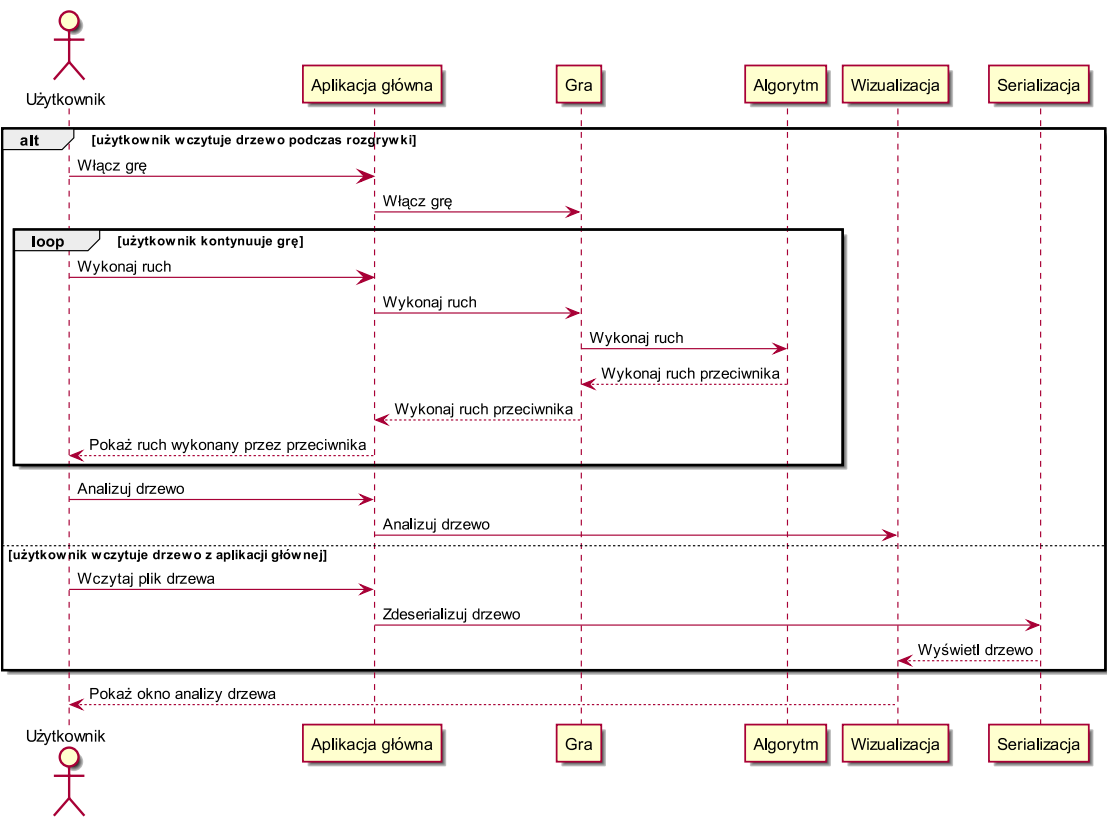 Użytkownik
Aplikacja główna
Gra
Algorytm
Wizualizacja
Serializacja
alt
[użytkownik wczytuje drzewo podczas rozgrywki]
Włącz grę
Włącz grę
loop
[użytkownik kontynuuje grę]
Wykonaj ruch
Wykonaj ruch
Wykonaj ruch
Wykonaj ruch przeciwnika
Wykonaj ruch przeciwnika
Pokaż ruch wykonany przez przeciwnika
Analizuj drzewo
Analizuj drzewo
[użytkownik wczytuje drzewo z aplikacji głównej]
Wczytaj plik drzewa
Zdeserializuj drzewo
Wyświetl drzewo
Pokaż okno analizy drzewa
Użytkownik
Aplikacja główna
Gra
Algorytm
Wizualizacja
Serializacja